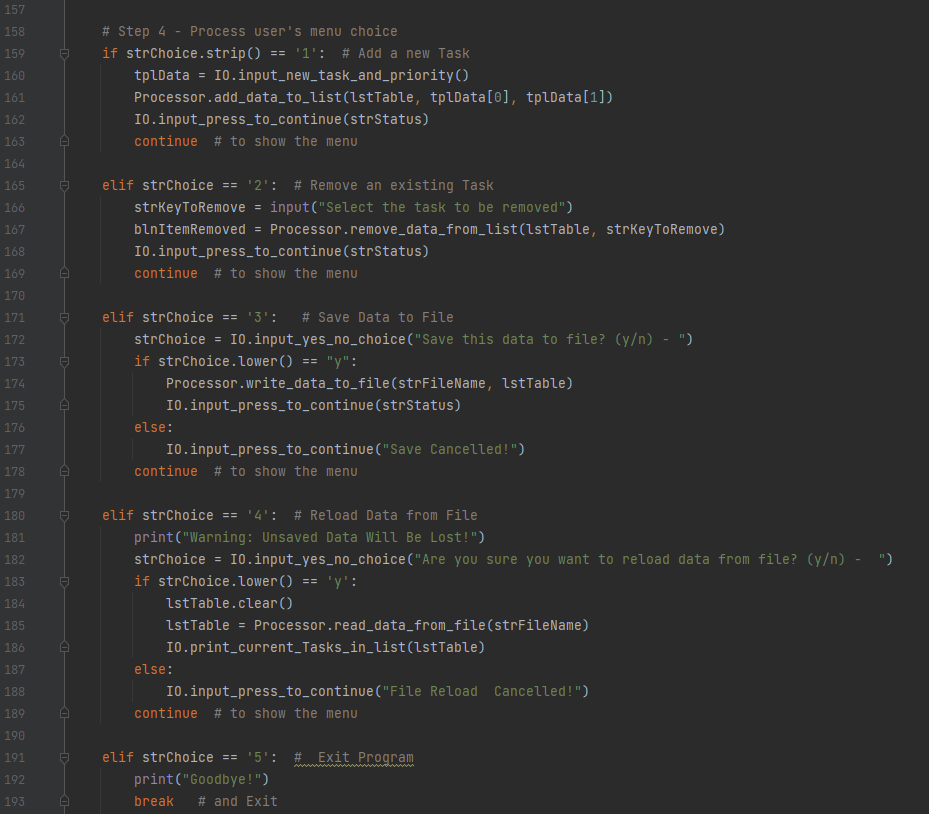 157
158 # Step 4 - Process user's menu choice
159 if strChoice.strip() == '1':  # Add a new Task
160 tplData = IO.input_new_task_and_priority()
161 Processor.add_data_to_list(lstTable, tplData[0], tplData[1])
162 IO.input_press_to_continue(strStatus)
163 continue  # to show the menu
164
165 elif strChoice == '2':  # Remove an existing Task
166 strKeyToRemove = input("Select the task to be removed")
167 blnItemRemoved = Processor.remove_data_from_list(lstTable, strKeyToRemove)
168 IO.input_press_to_continue(strStatus)
169 continue  # to show the menu
170
171 elif strChoice == '3':   # Save Data to File
172 strChoice = IO.input_yes_no_choice("Save this data to file? (y/n) - ")
173 if strChoice.lower() == "y":
174 Processor.write_data_to_file(strFileName, lstTable)
175 IO.input_press_to_continue(strStatus)
176 else:
177 IO.input_press_to_continue("Save Cancelled!")
178 continue  # to show the menu
179
180 elif strChoice == '4':  # Reload Data from File
181 print("Warning: Unsaved Data Will Be Lost!")
182 strChoice = IO.input_yes_no_choice("Are you sure you want to reload data from file? (y/n) -  ")
183 if strChoice.lower() == 'y':
184 lstTable.clear()
185 lstTable = Processor.read_data_from_file(strFileName)
186 IO.print_current_Tasks_in_list(lstTable)
187 else:
188 IO.input_press_to_continue("File Reload  Cancelled!")
189 continue  # to show the menu
190
191 elif strChoice == '5':  #  Exit Program
192 print("Goodbye!")
193 break   # and Exit